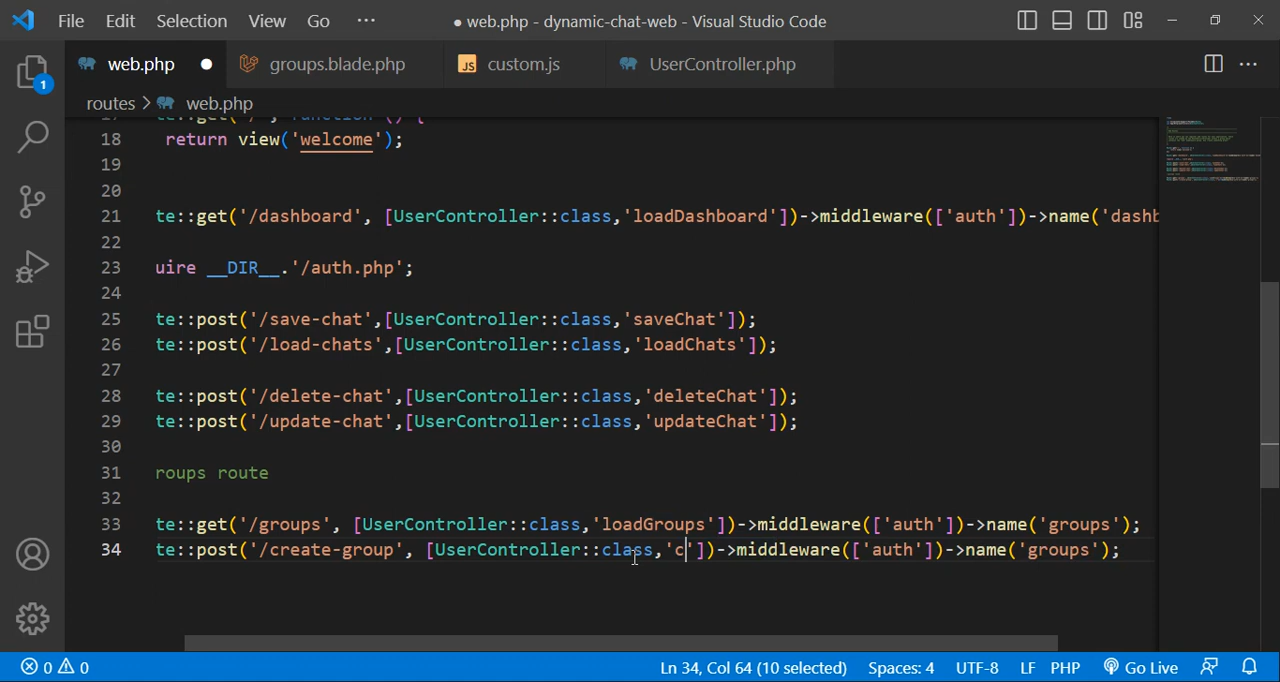 File Edit Selection View Go ··· ● web.php - dynamic-chat-web - Visual Studio Code
web.php ● groups.blade.php JS custom.js UserController.php ···
1
routes > web.php
18 return view('welcome');
19
20
21 te::get('/dashboard', [UserController::class,'loadDashboard'])->middleware(['auth'])->name('dashb
22
23 uire __DIR__.'/auth.php';
24
25 te::post('/save-chat',[UserController::class,'saveChat']);
26 te::post('/load-chats',[UserController::class,'loadChats']);
27
28 te::post('/delete-chat',[UserController::class,'deleteChat']);
29 te::post('/update-chat',[UserController::class,'updateChat']);
30
31 roups route
32
33 te::get('/groups', [UserController::class,'loadGroups'])->middleware(['auth'])->name('groups');
34 te::post('/create-group', [UserController::class,'c'])->middleware(['auth'])->name('groups');
0 0 Ln 34, Col 64 (10 selected) Spaces: 4 UTF-8 LF PHP Go Live